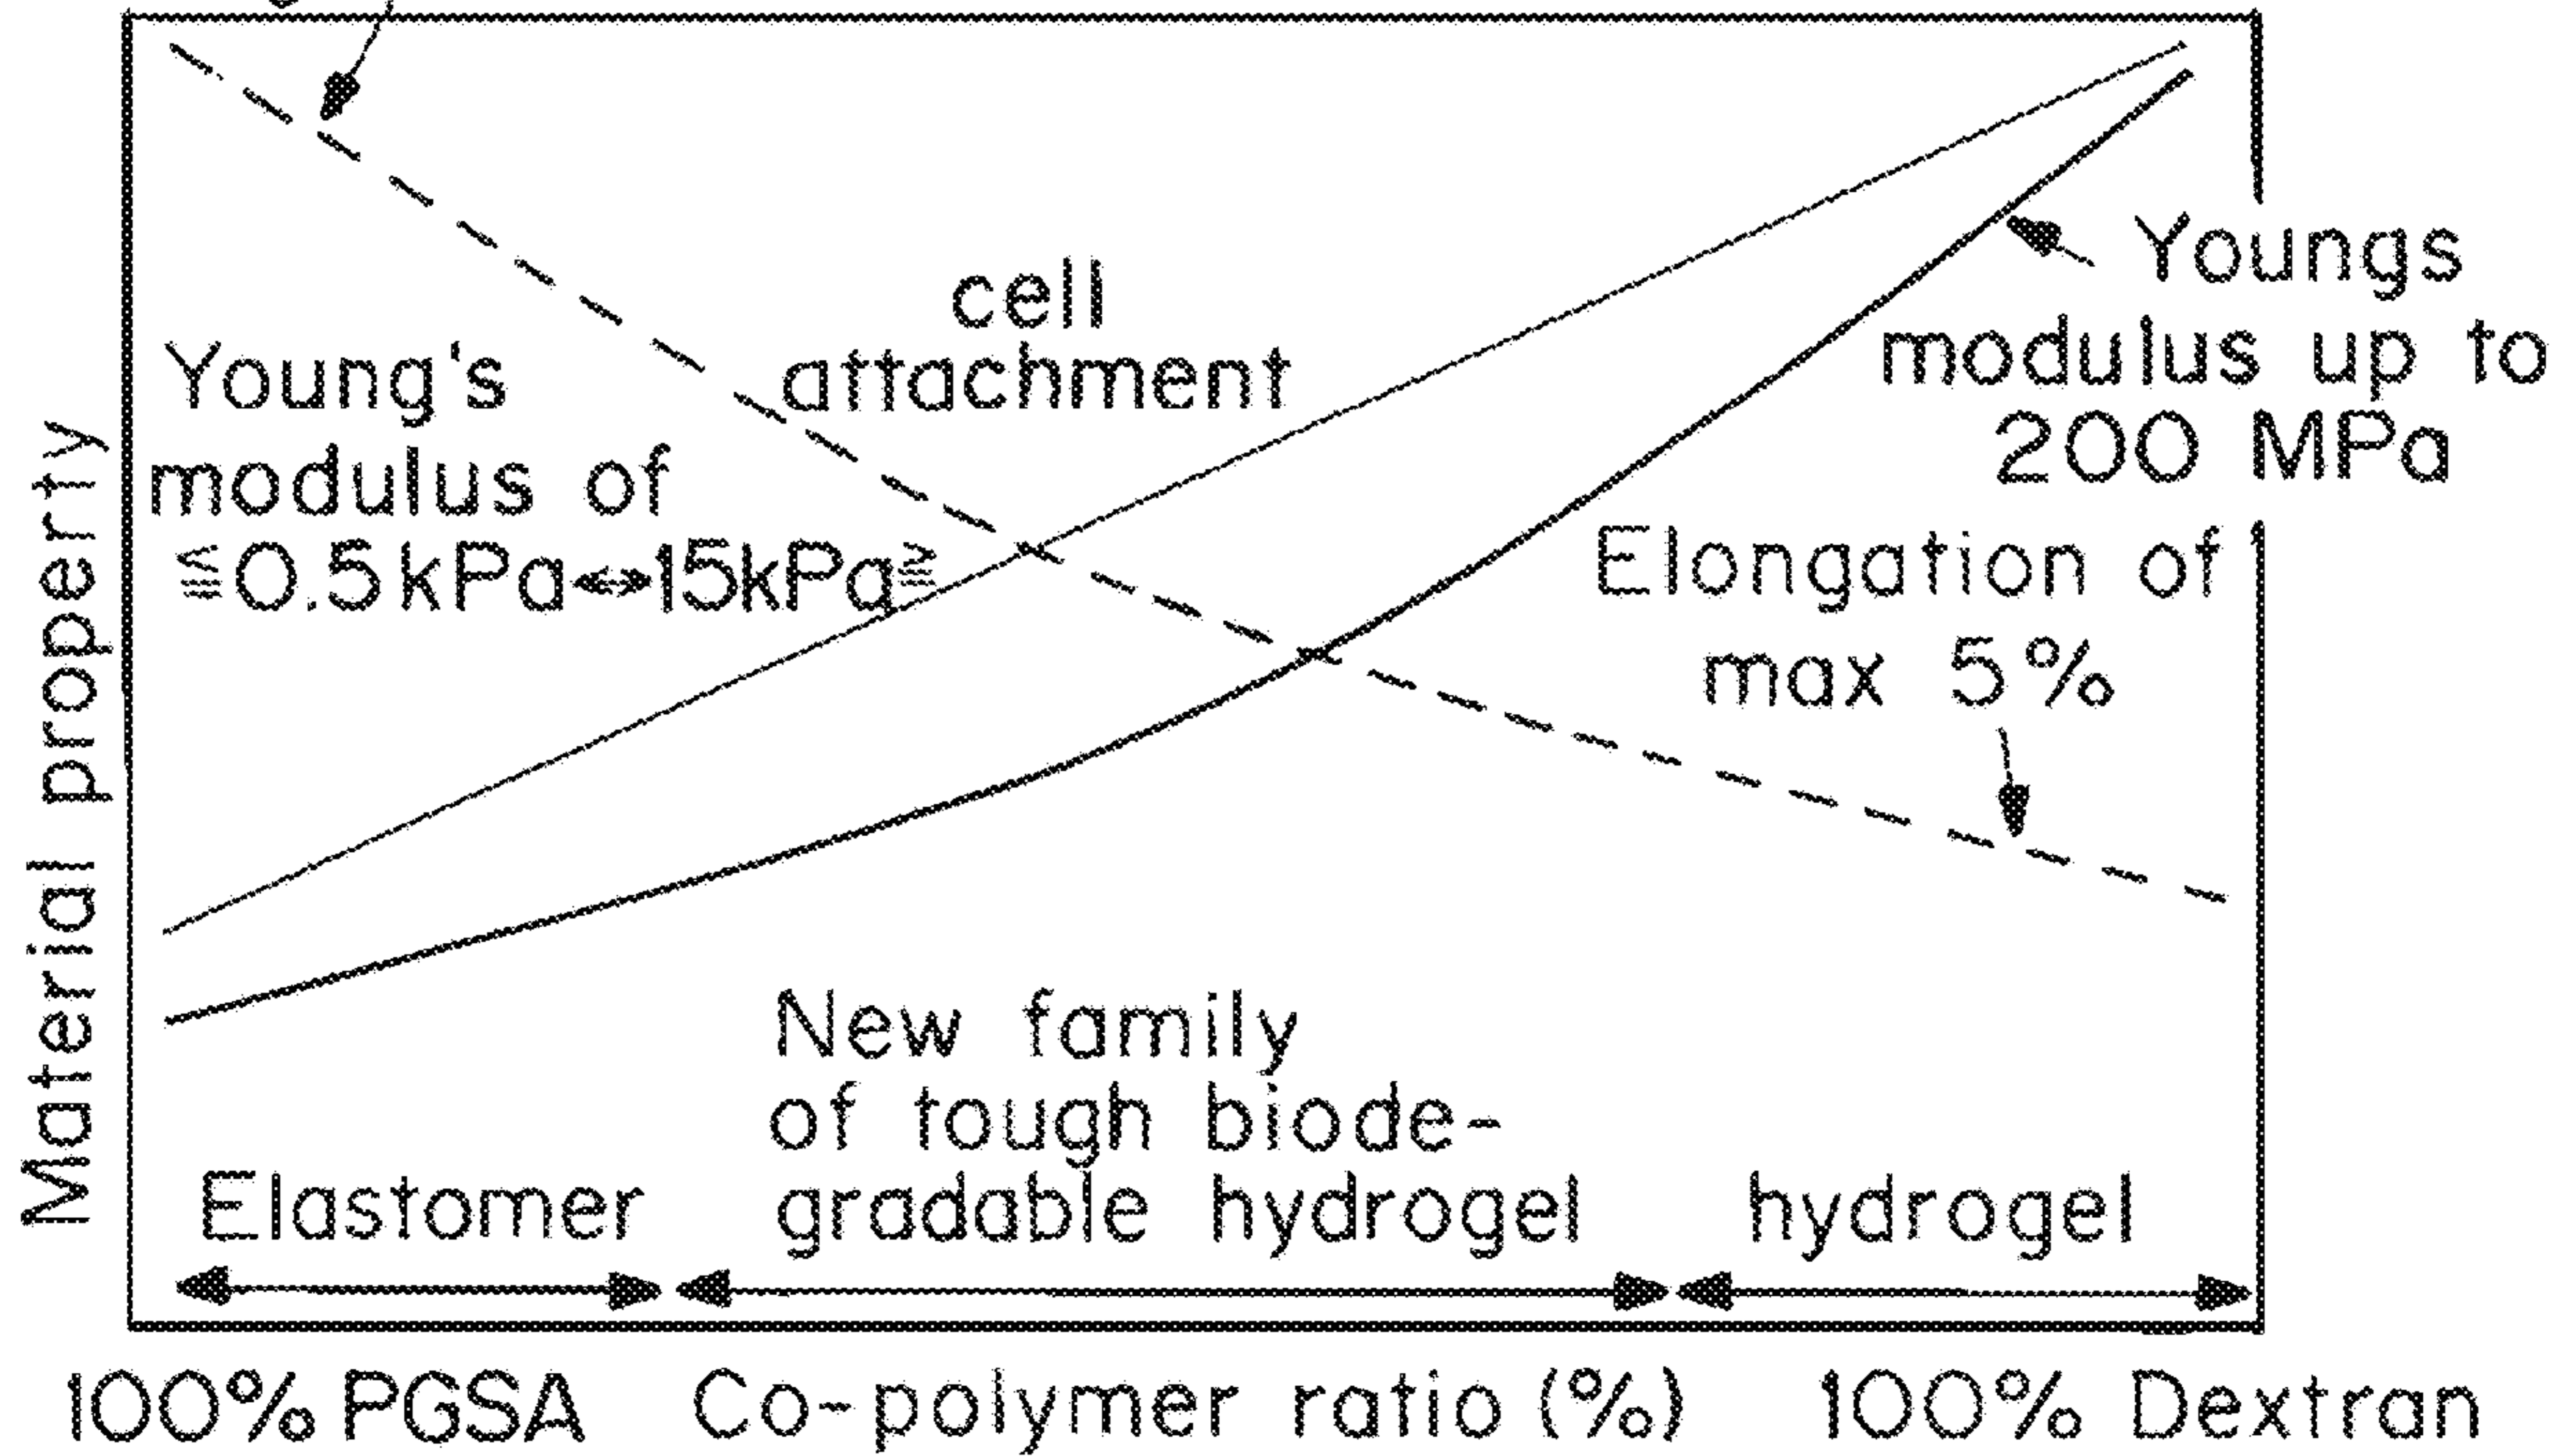 cell
attachment
Young's
modulus of
≦0.5kPa↔15kPa≧
Youngs
modulus up to
200 MPa
Elongation of
max 5%
Material property
New family
of tough biode-
gradable hydrogel
Elastomer
hydrogel
100% PGSA
Co-polymer ratio (%)
100% Dextran